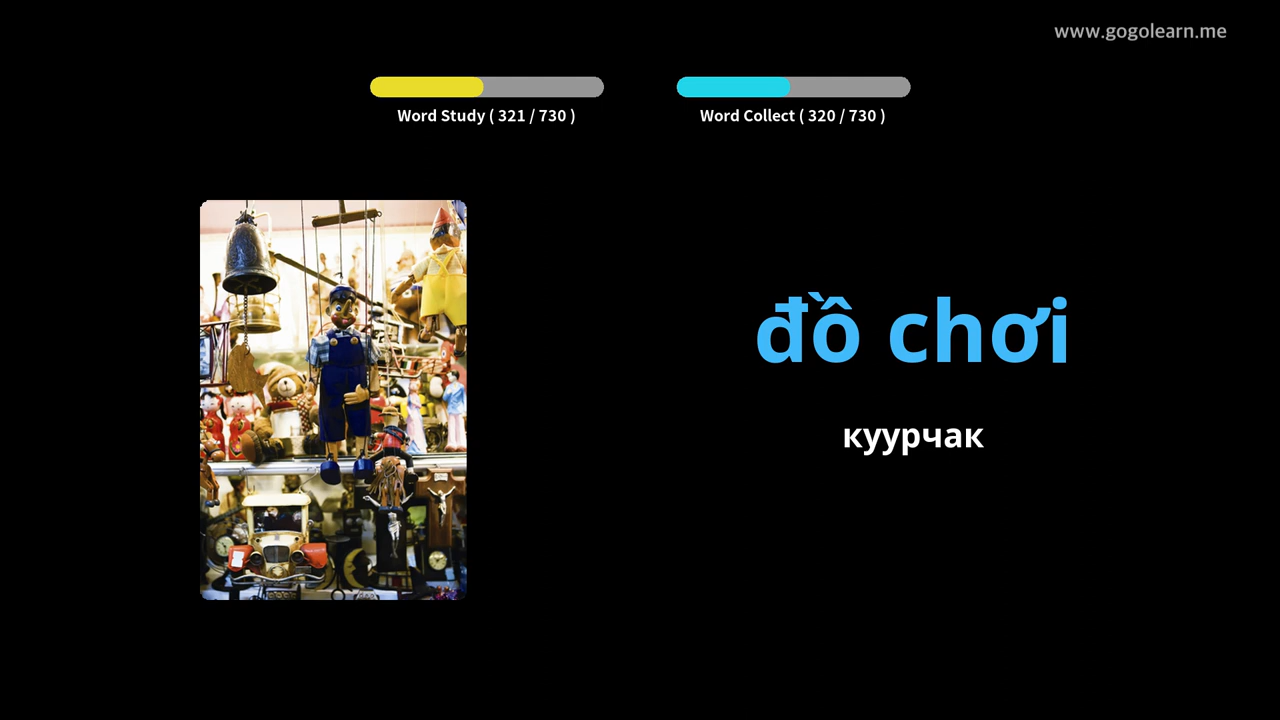 www.gogolearn.me
Word Study ( 321 / 730 )
Word Collect ( 320 / 730 )
đồ chơi
куурчак